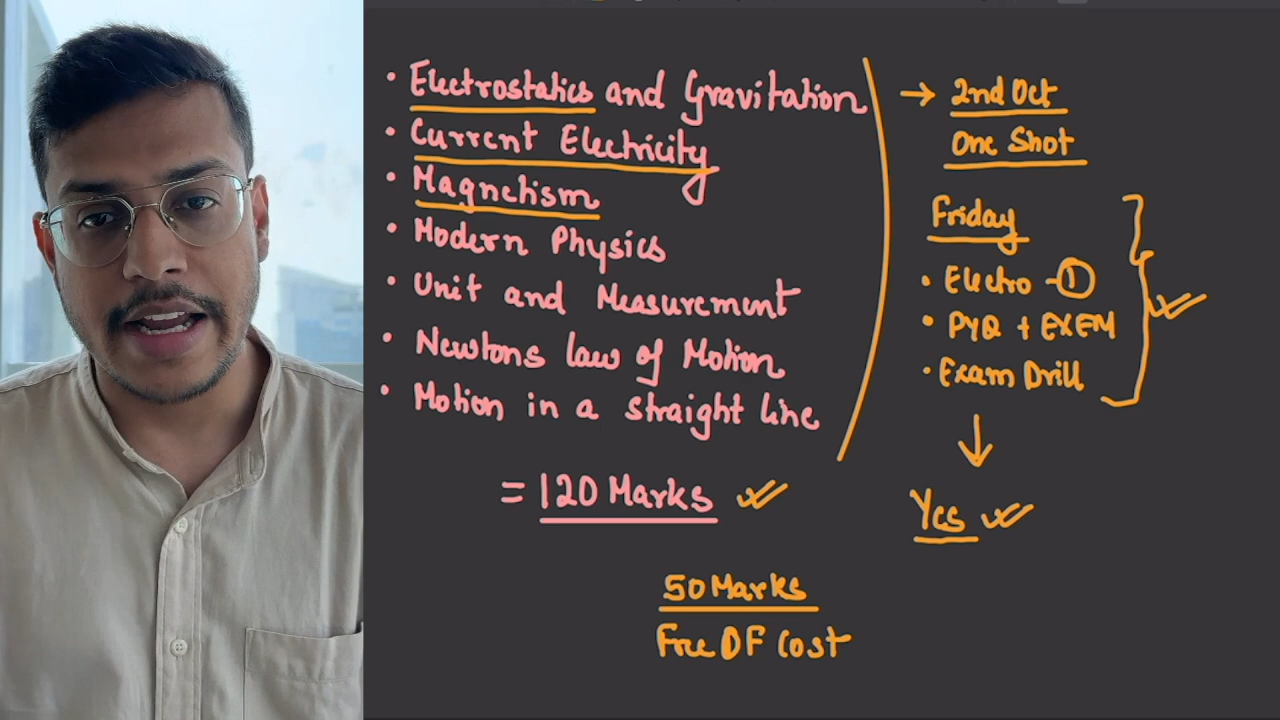 • Electrostatics and Gravitation
• Current Electricity
• Magnetism
• Modern Physics
• Unit and Measurement
• Newtons law of Motion
• Motion in a straight line
= 120 Marks
→ 2nd Oct
One Shot
Friday
• Electro - 1
• PYQ + EXEM
• Exam Drill
Yes
50 Marks
Free OF Cost